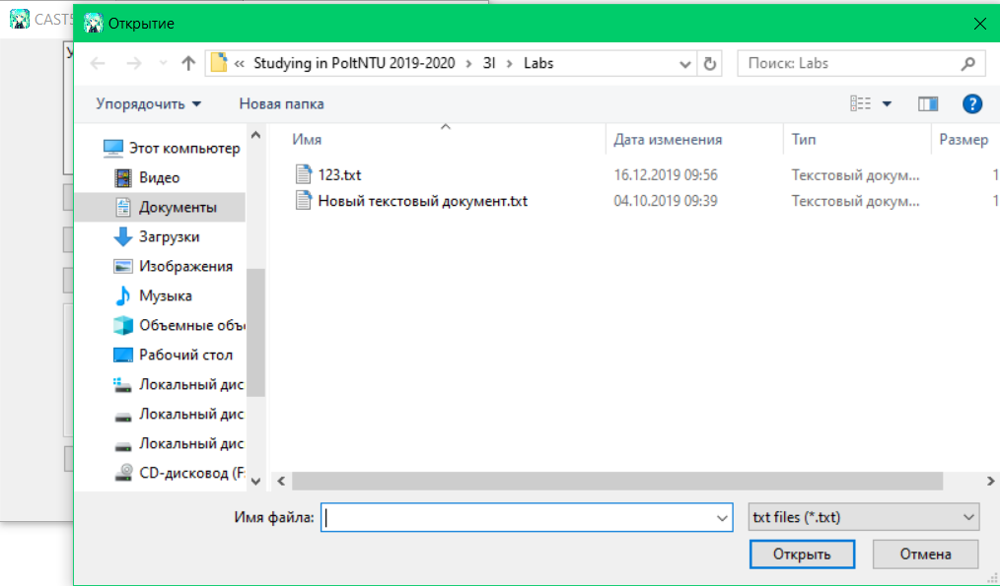 CAST5
Открытие
« Studying in PoltNTU 2019-2020 › 3І › Labs
Поиск: Labs
Упорядочить
Новая папка
Имя
Дата изменения
Тип
Размер
Этот компьютер
Видео
Документы
Загрузки
Изображения
Музыка
Объемные объ
Рабочий стол
Локальный дис
Локальный дис
Локальный дис
CD-дисковод (F:
123.txt
16.12.2019 09:56
Текстовый докум...
1
Новый текстовый документ.txt
04.10.2019 09:39
Текстовый докум...
1
Имя файла:
txt files (*.txt)
Открыть
Отмена